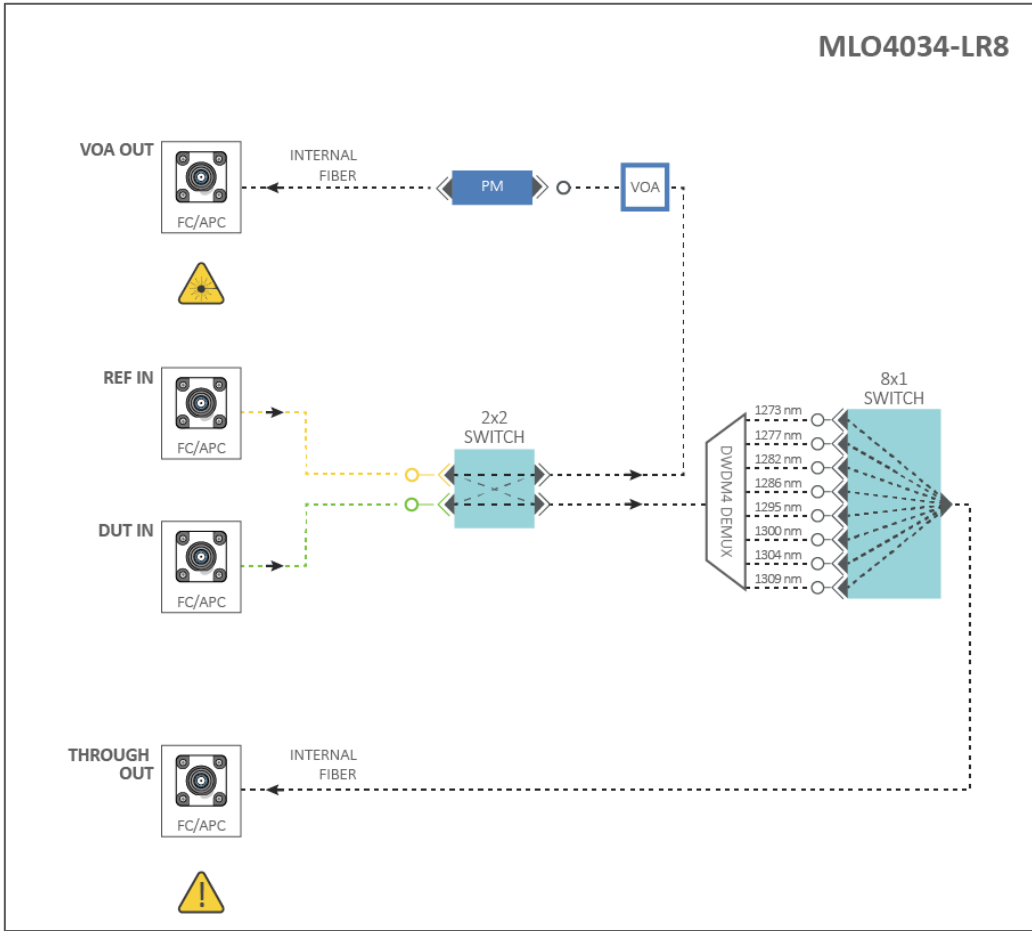 MLO4034-LR8
VOA OUT
INTERNAL
FIBER
PM
VOA
FC/APC
REF IN
FC/APC
2x2
SWITCH
8x1
SWITCH
1273 nm
1277 nm
1282 nm
1286 nm
1295 nm
1300 nm
1304 nm
1309 nm
DWDM4 DEMUX
DUT IN
FC/APC
THROUGH
OUT
INTERNAL
FIBER
FC/APC
!